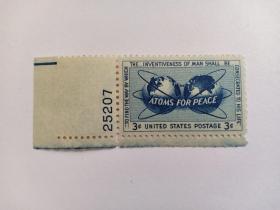 25207
TO FIND THE WAY BY WHICH THE INVENTIVENESS OF MAN SHALL BE CONSECRATED TO HIS LIFE
ATOMS FOR PEACE
3¢ UNITED STATES POSTAGE 3¢